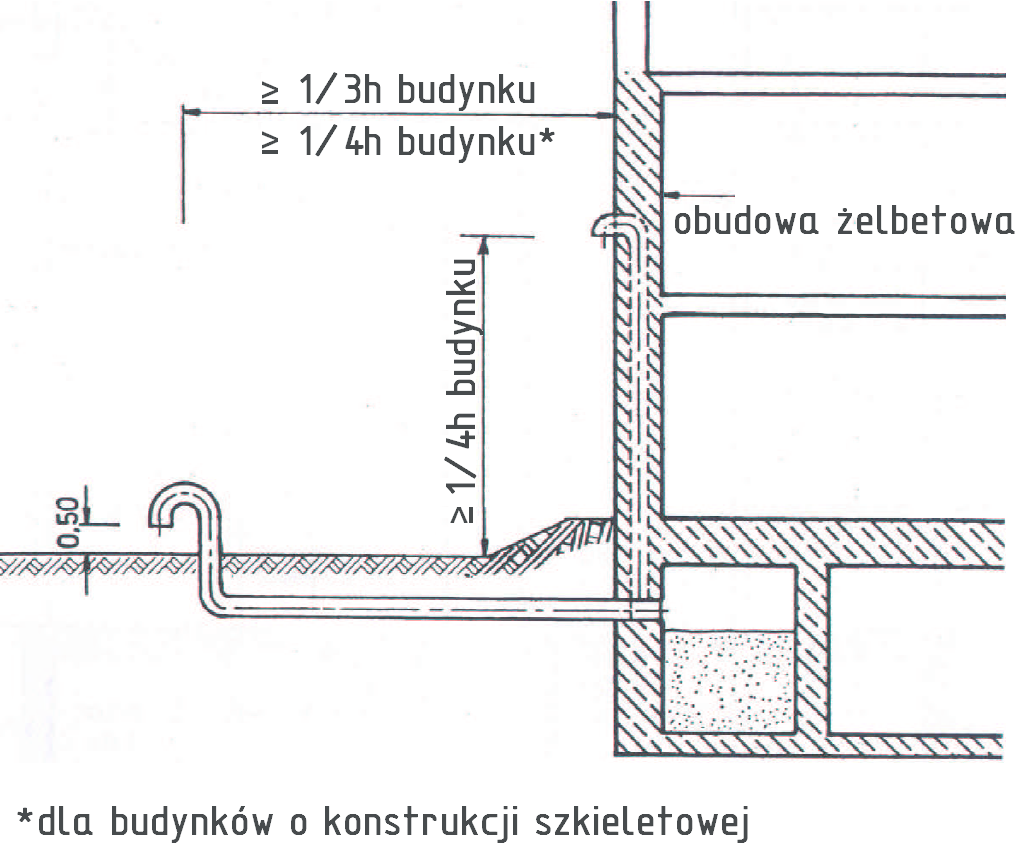 ≥ 1/3h budynku
≥ 1/4h budynku*
obudowa żelbetowa
≥ 1/4h budynku
0,50
*dla budynków o konstrukcji szkieletowej